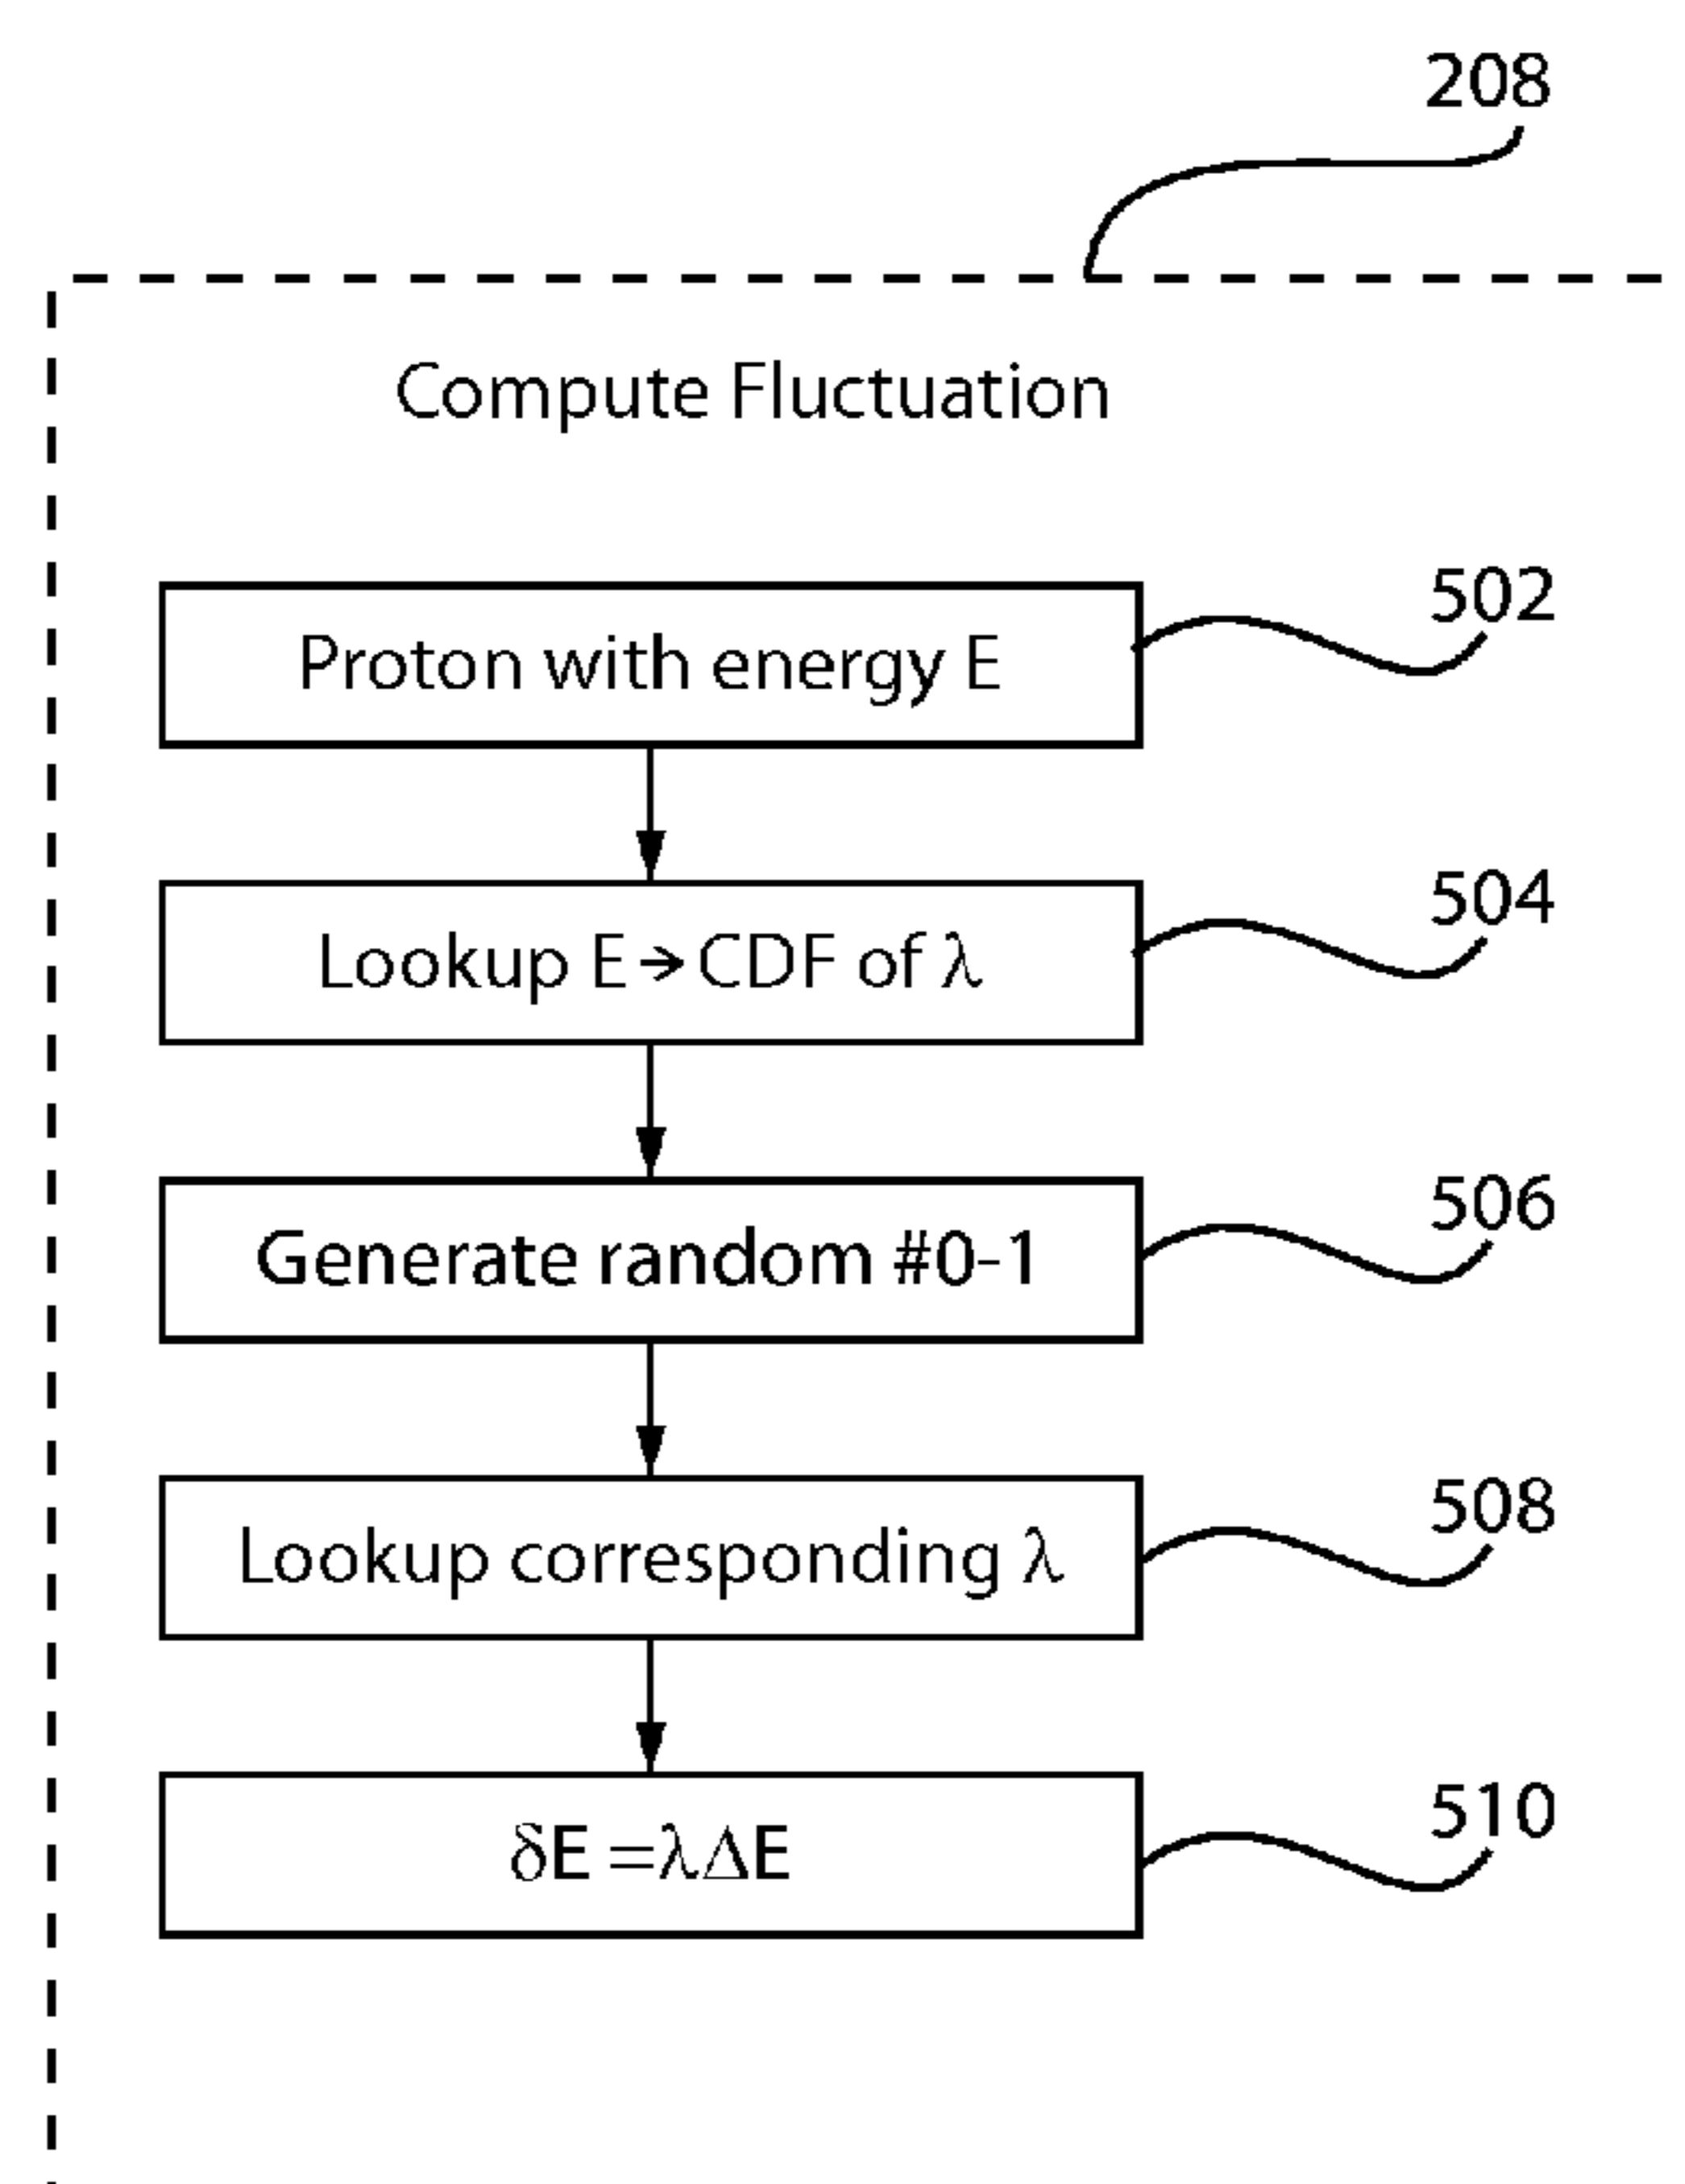 208
Compute Fluctuation
Proton with energy E
502
Lookup E→CDF of λ
504
Generate random #0-1
506
Lookup corresponding λ
508
δE =λΔE
510